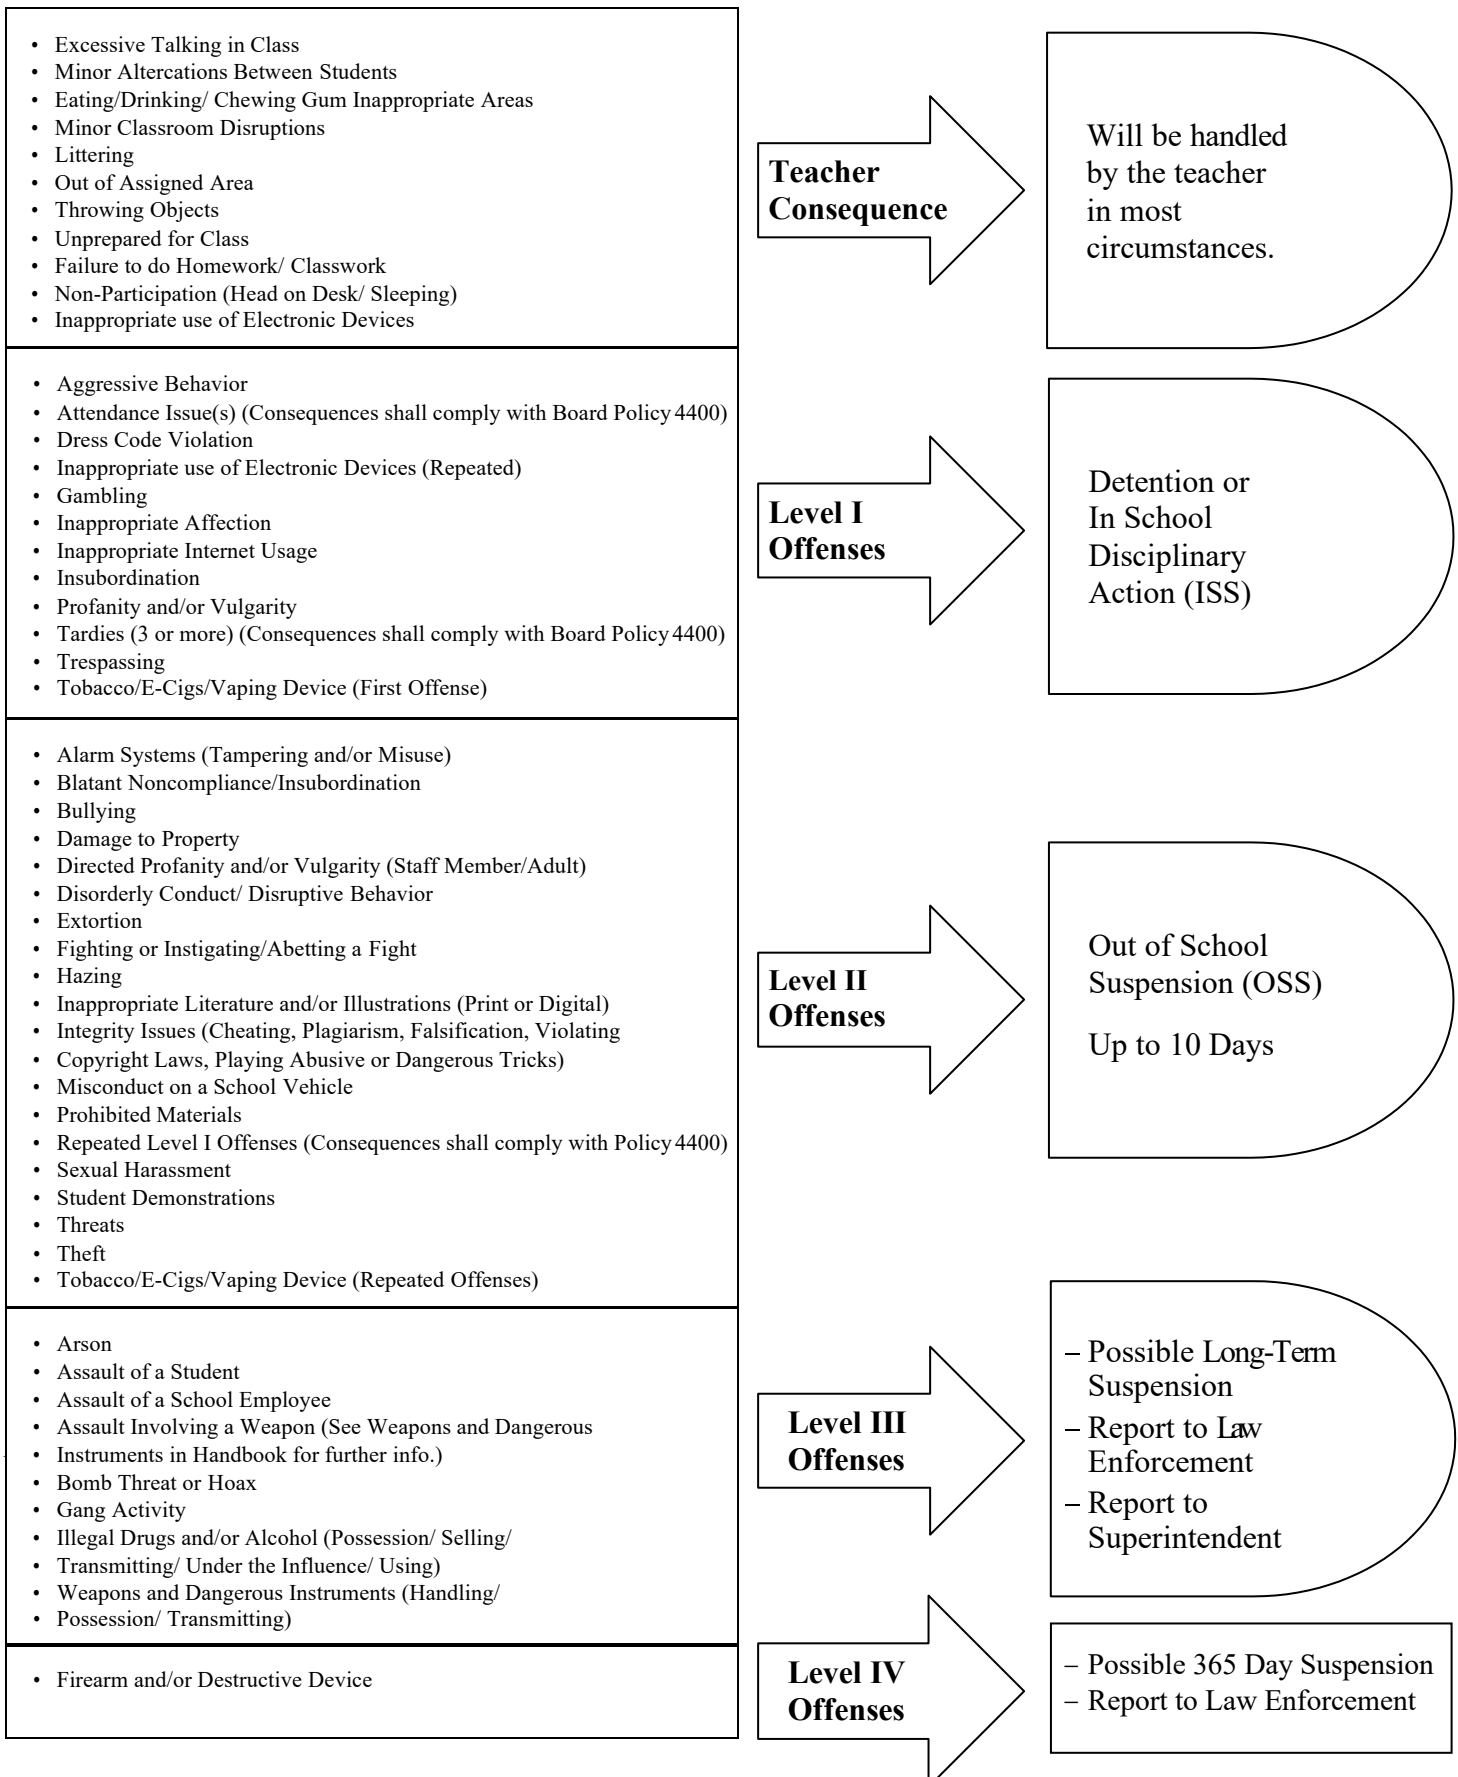 • Excessive Talking in Class
• Minor Altercations Between Students
• Eating/Drinking/ Chewing Gum Inappropriate Areas
• Minor Classroom Disruptions
• Littering
• Out of Assigned Area
• Throwing Objects
• Unprepared for Class
• Failure to do Homework/ Classwork
• Non-Participation (Head on Desk/ Sleeping)
• Inappropriate use of Electronic Devices
Teacher
Consequence
Will be handled
by the teacher
in most
circumstances.
• Aggressive Behavior
• Attendance Issue(s) (Consequences shall comply with Board Policy 4400)
• Dress Code Violation
• Inappropriate use of Electronic Devices (Repeated)
• Gambling
• Inappropriate Affection
• Inappropriate Internet Usage
• Insubordination
• Profanity and/or Vulgarity
• Tardies (3 or more) (Consequences shall comply with Board Policy 4400)
• Trespassing
• Tobacco/E-Cigs/Vaping Device (First Offense)
Level I
Offenses
Detention or
In School
Disciplinary
Action (ISS)
• Alarm Systems (Tampering and/or Misuse)
• Blatant Noncompliance/Insubordination
• Bullying
• Damage to Property
• Directed Profanity and/or Vulgarity (Staff Member/Adult)
• Disorderly Conduct/ Disruptive Behavior
• Extortion
• Fighting or Instigating/Abetting a Fight
• Hazing
• Inappropriate Literature and/or Illustrations (Print or Digital)
• Integrity Issues (Cheating, Plagiarism, Falsification, Violating
• Copyright Laws, Playing Abusive or Dangerous Tricks)
• Misconduct on a School Vehicle
• Prohibited Materials
• Repeated Level I Offenses (Consequences shall comply with Policy 4400)
• Sexual Harassment
• Student Demonstrations
• Threats
• Theft
• Tobacco/E-Cigs/Vaping Device (Repeated Offenses)
Level II
Offenses
Out of School
Suspension (OSS)
Up to 10 Days
• Arson
• Assault of a Student
• Assault of a School Employee
• Assault Involving a Weapon (See Weapons and Dangerous
• Instruments in Handbook for further info.)
• Bomb Threat or Hoax
• Gang Activity
• Illegal Drugs and/or Alcohol (Possession/ Selling/
• Transmitting/ Under the Influence/ Using)
• Weapons and Dangerous Instruments (Handling/
• Possession/ Transmitting)
Level III
Offenses
– Possible Long-Term
Suspension
– Report to Law
Enforcement
– Report to
Superintendent
• Firearm and/or Destructive Device
Level IV
Offenses
– Possible 365 Day Suspension
– Report to Law Enforcement